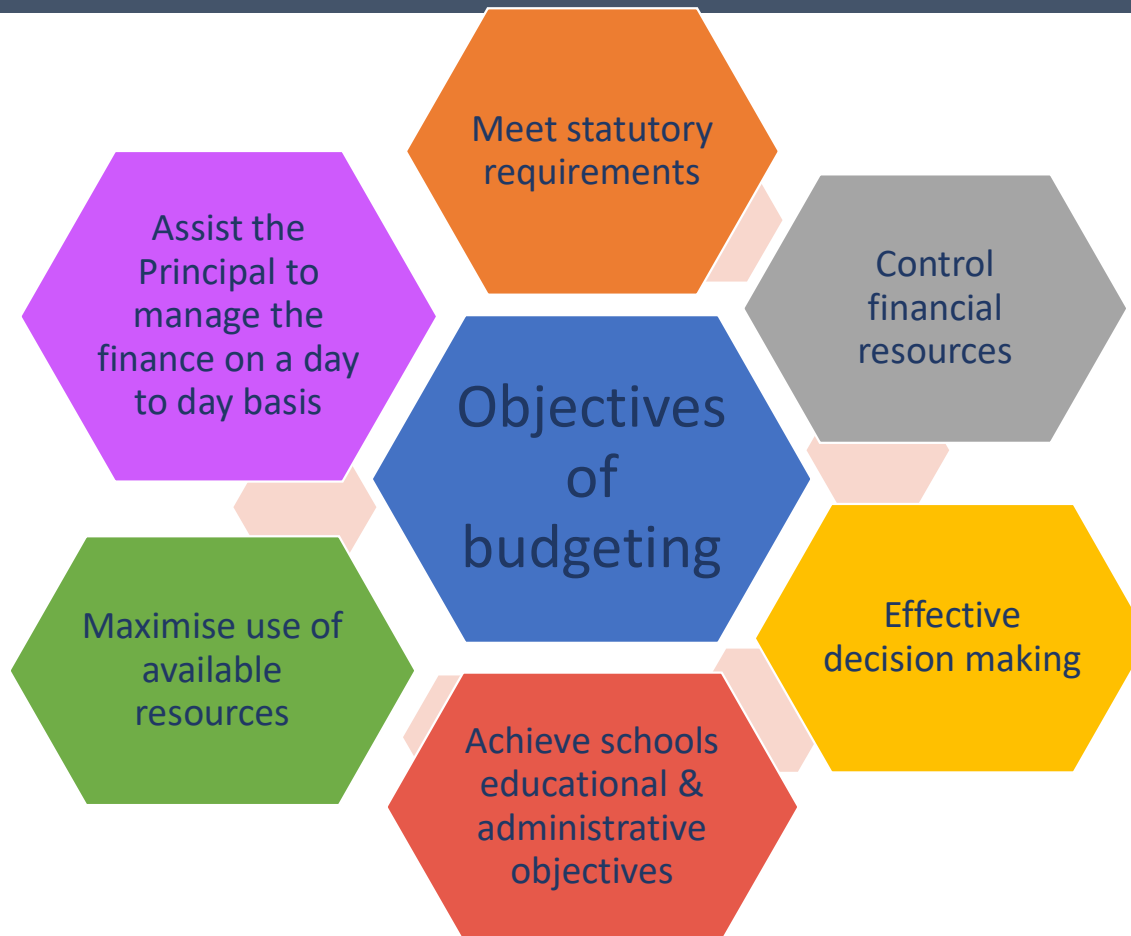 Meet statutory
requirements
Assist the
Principal to
manage the
finance on a day
to day basis
Control
financial
resources
Objectives
of
budgeting
Effective
decision making
Maximise use of
available
resources
Achieve schools
educational &
administrative
objectives